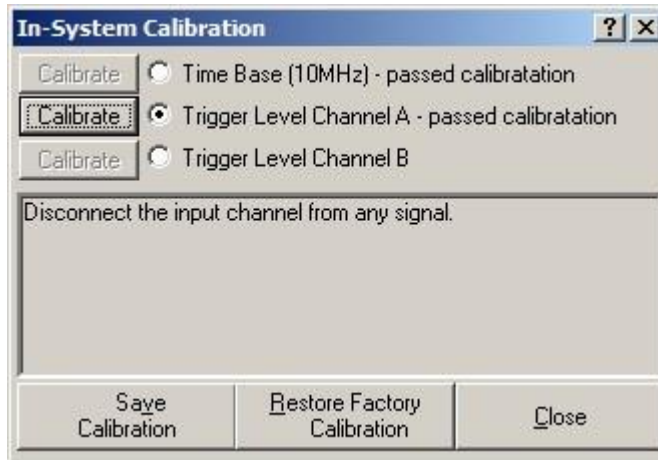 In-System Calibration
Calibrate Time Base (10MHz) - passed calibratation
Calibrate Trigger Level Channel A - passed calibratation
Calibrate Trigger Level Channel B
Disconnect the input channel from any signal.
Save Calibration
Restore Factory Calibration
Close